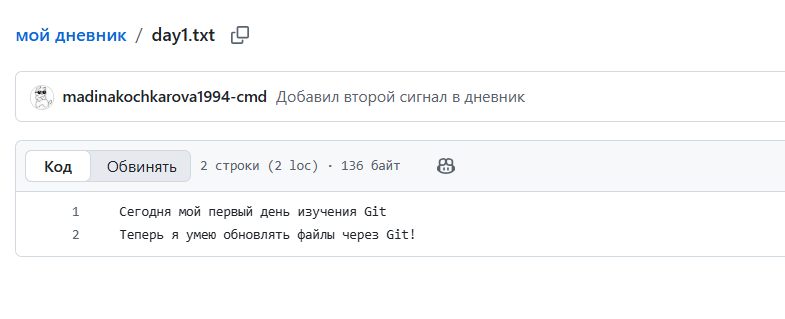 мой дневник / day1.txt
madinakochkarova1994-cmd Добавил второй сигнал в дневник
Код Обвинять 2 строки (2 loc) · 136 байт
1 Сегодня мой первый день изучения Git
2 Теперь я умею обновлять файлы через Git!